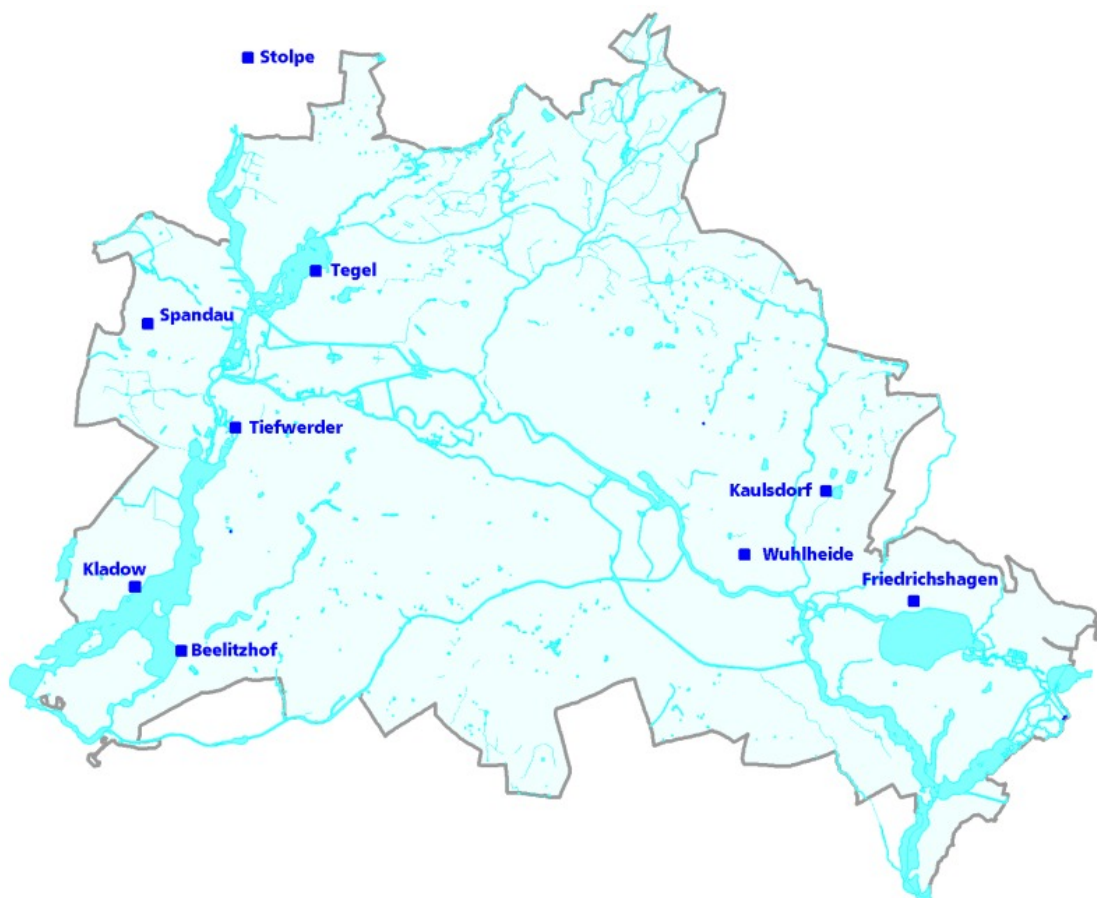 Stolpe
Tegel
Spandau
Tiefwerder
Kaulsdorf
Wuhlheide
Kladow
Friedrichshagen
Beelitzhof